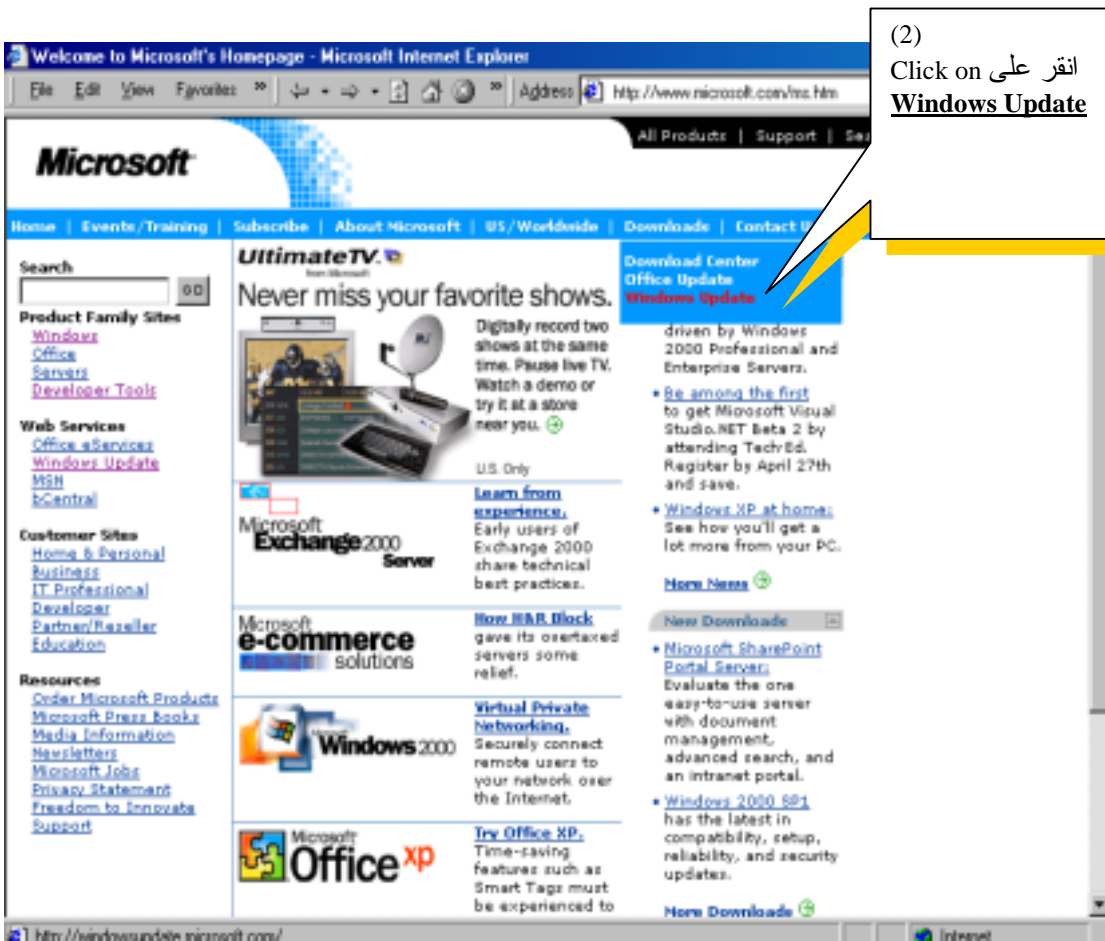 (2)
Click on انقر على
Windows Update
Welcome to Microsoft's Homepage - Microsoft Internet Explorer
File Edit View Favorites » » Address http://www.microsoft.com/ms.htm
All Products | Support |
Microsoft
Home | Events/Training | Subscribe | About Microsoft | US/Worldwide | Downloads | Contact
Download Center
Office Update
Windows Update
Search
GO
Product Family Sites
Windows
Office
Servers
Developer Tools
Web Services
Office eServices
Windows Update
MSN
bCentral
Customer Sites
Home & Personal
Business
IT Professional
Developer
Partner/Reseller
Education
Resources
Order Microsoft Products
Microsoft Press Books
Media Information
Newsletters
Microsoft Jobs
Privacy Statement
Freedom to Innovate
Support
UltimateTV.
from Microsoft
Never miss your favorite shows.
Digitally record two
shows at the same
time. Pause live TV.
Watch a demo or
try it at a store
near you.
U.S. Only
Microsoft
Exchange 2000
Server
Learn from
experience.
Early users of
Exchange 2000
share technical
best practices.
Microsoft
e-commerce
solutions
How H&R Block
gave its overtaxed
servers some
relief.
Windows 2000
Virtual Private
Networking.
Securely connect
remote users to
your network over
the Internet.
Microsoft
Office xp
Try Office XP.
Time-saving
features such as
Smart Tags must
be experienced to
driven by Windows
2000 Professional and
Enterprise Servers.
• Be among the first
to get Microsoft Visual
Studio.NET Beta 2 by
attending Tech·Ed.
Register by April 27th
and save.
• Windows XP at home:
See how you'll get a
lot more from your PC.
More News
New Downloads
• Microsoft SharePoint
Portal Server:
Evaluate the one
easy-to-use server
with document
management,
advanced search, and
an intranet portal.
• Windows 2000 SP1
has the latest in
compatibility, setup,
reliability, and security
updates.
More Downloads
http://windowsupdate.microsoft.com/
Internet